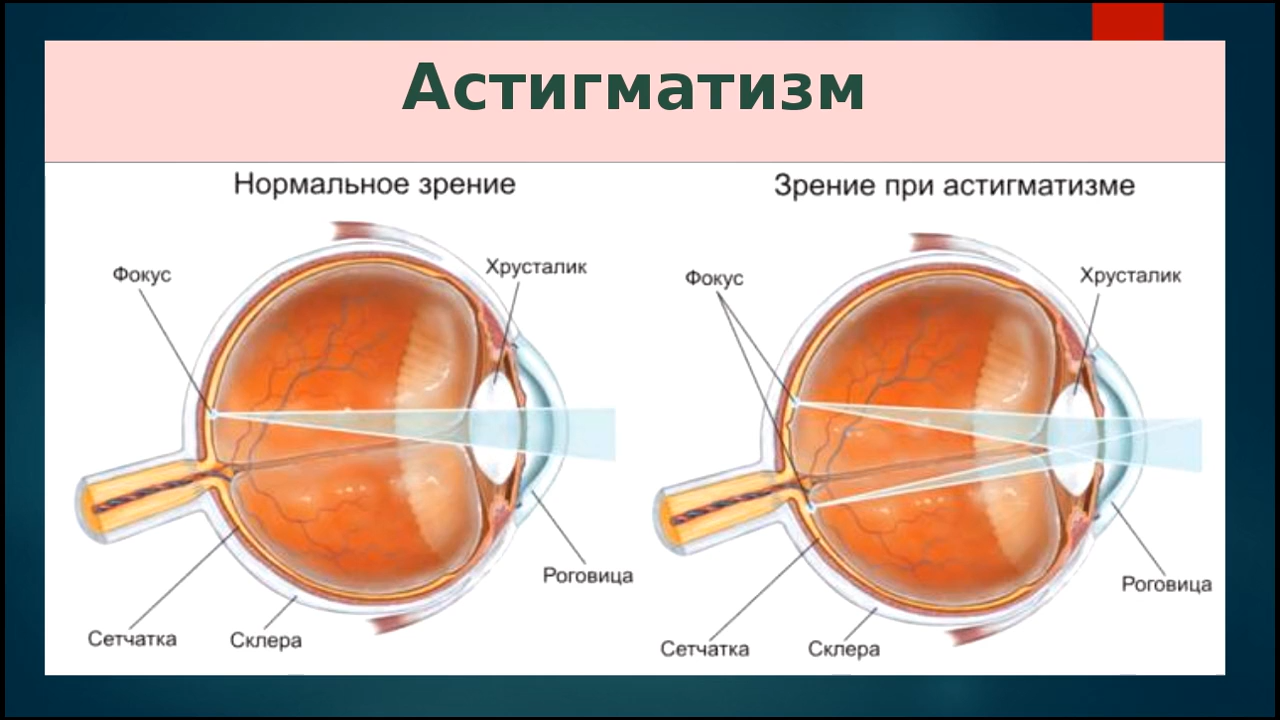 Астигматизм
Нормальное зрение
Фокус
Хрусталик
Роговица
Сетчатка
Склера
Зрение при астигматизме
Фокус
Хрусталик
Роговица
Сетчатка
Склера